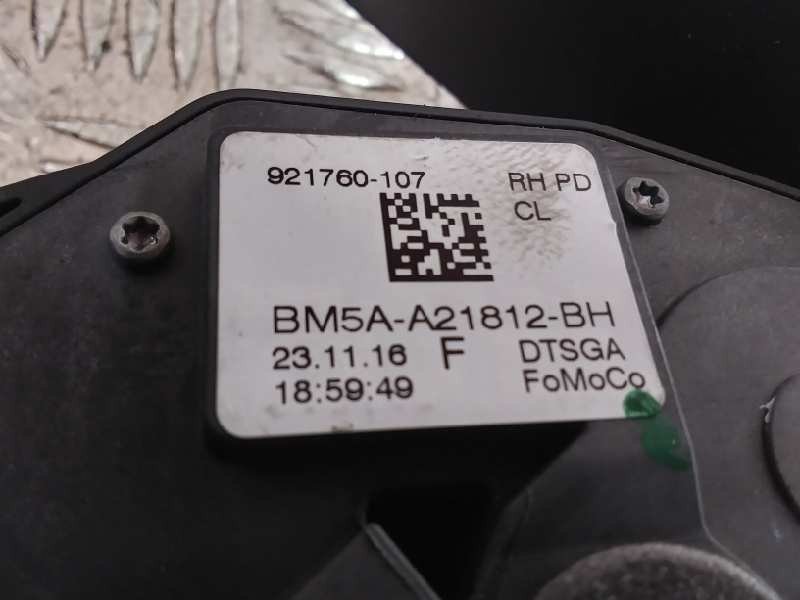 921760-107 RH PD
CL
BM5A-A21812-BH
23.11.16 F DTSGA
18:59:49 FoMoCo